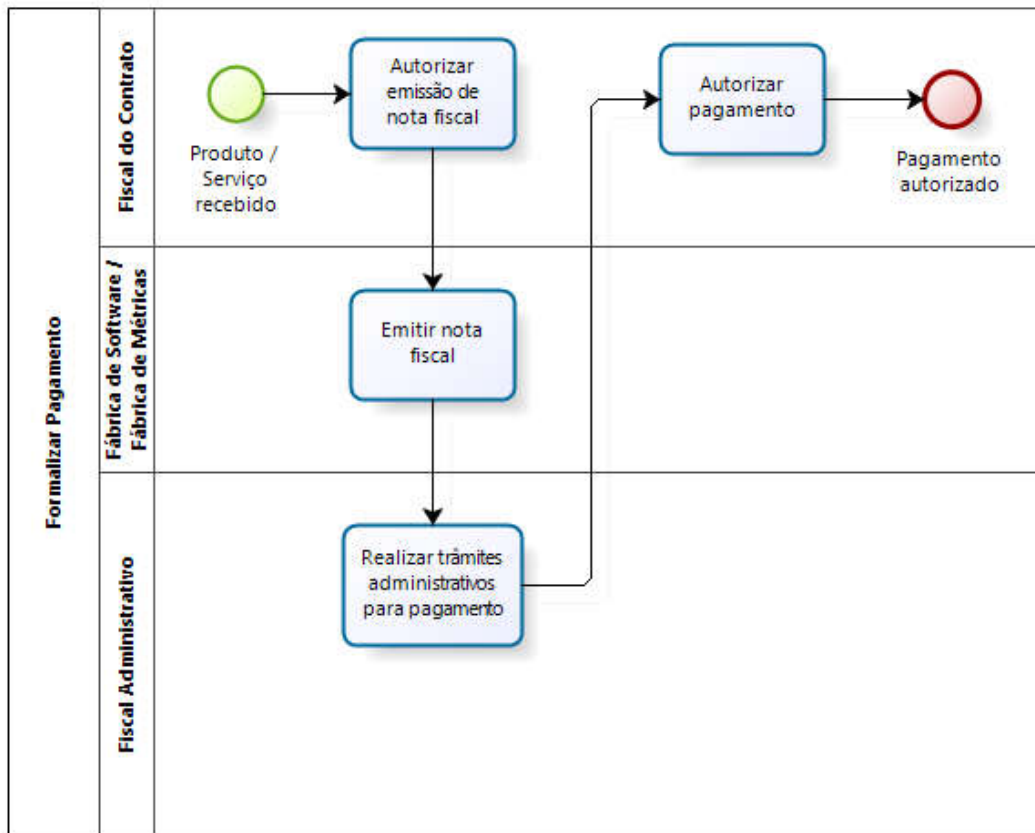 Formalizar Pagamento
Fiscal do Contrato
Produto /
Serviço
recebido
Autorizar
emissão de
nota fiscal
Autorizar
pagamento
Pagamento
autorizado
Fábrica de Software /
Fábrica de Métricas
Emitir nota
fiscal
Fiscal Administrativo
Realizar trâmites
administrativos
para pagamento